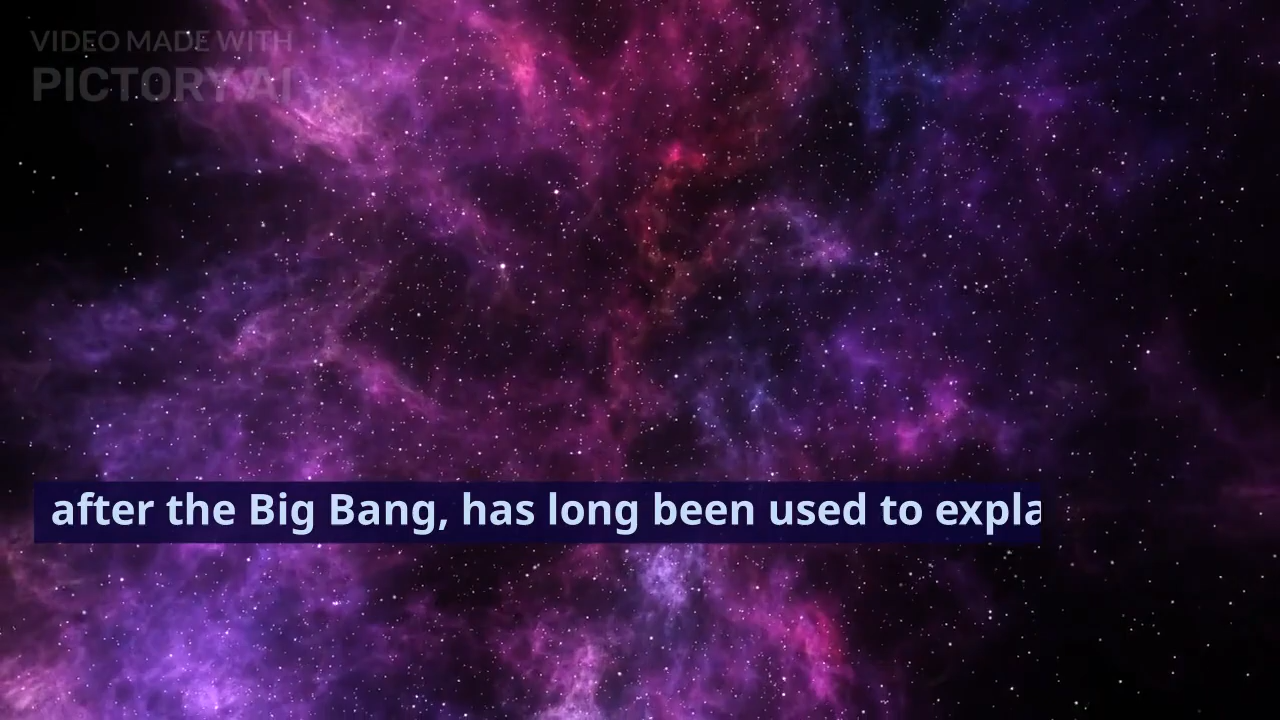 VIDEO MADE WITH
PICTORY.AI
after the Big Bang, has long been used to expla